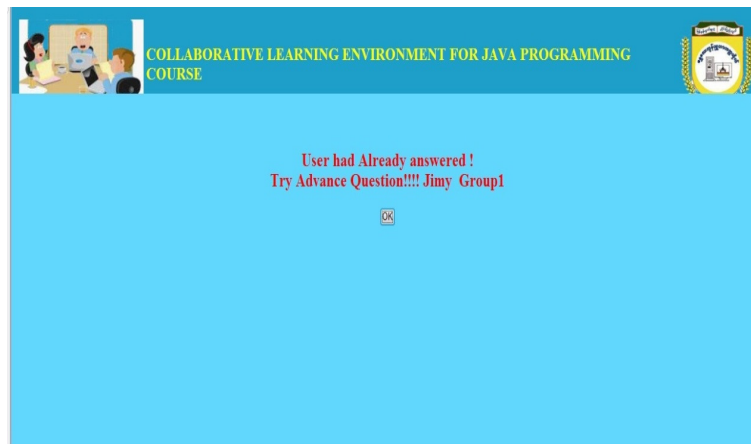 COLLABORATIVE LEARNING ENVIRONMENT FOR JAVA PROGRAMMING
COURSE
User had Already answered !
Try Advance Question!!!! Jimy Group1
OK